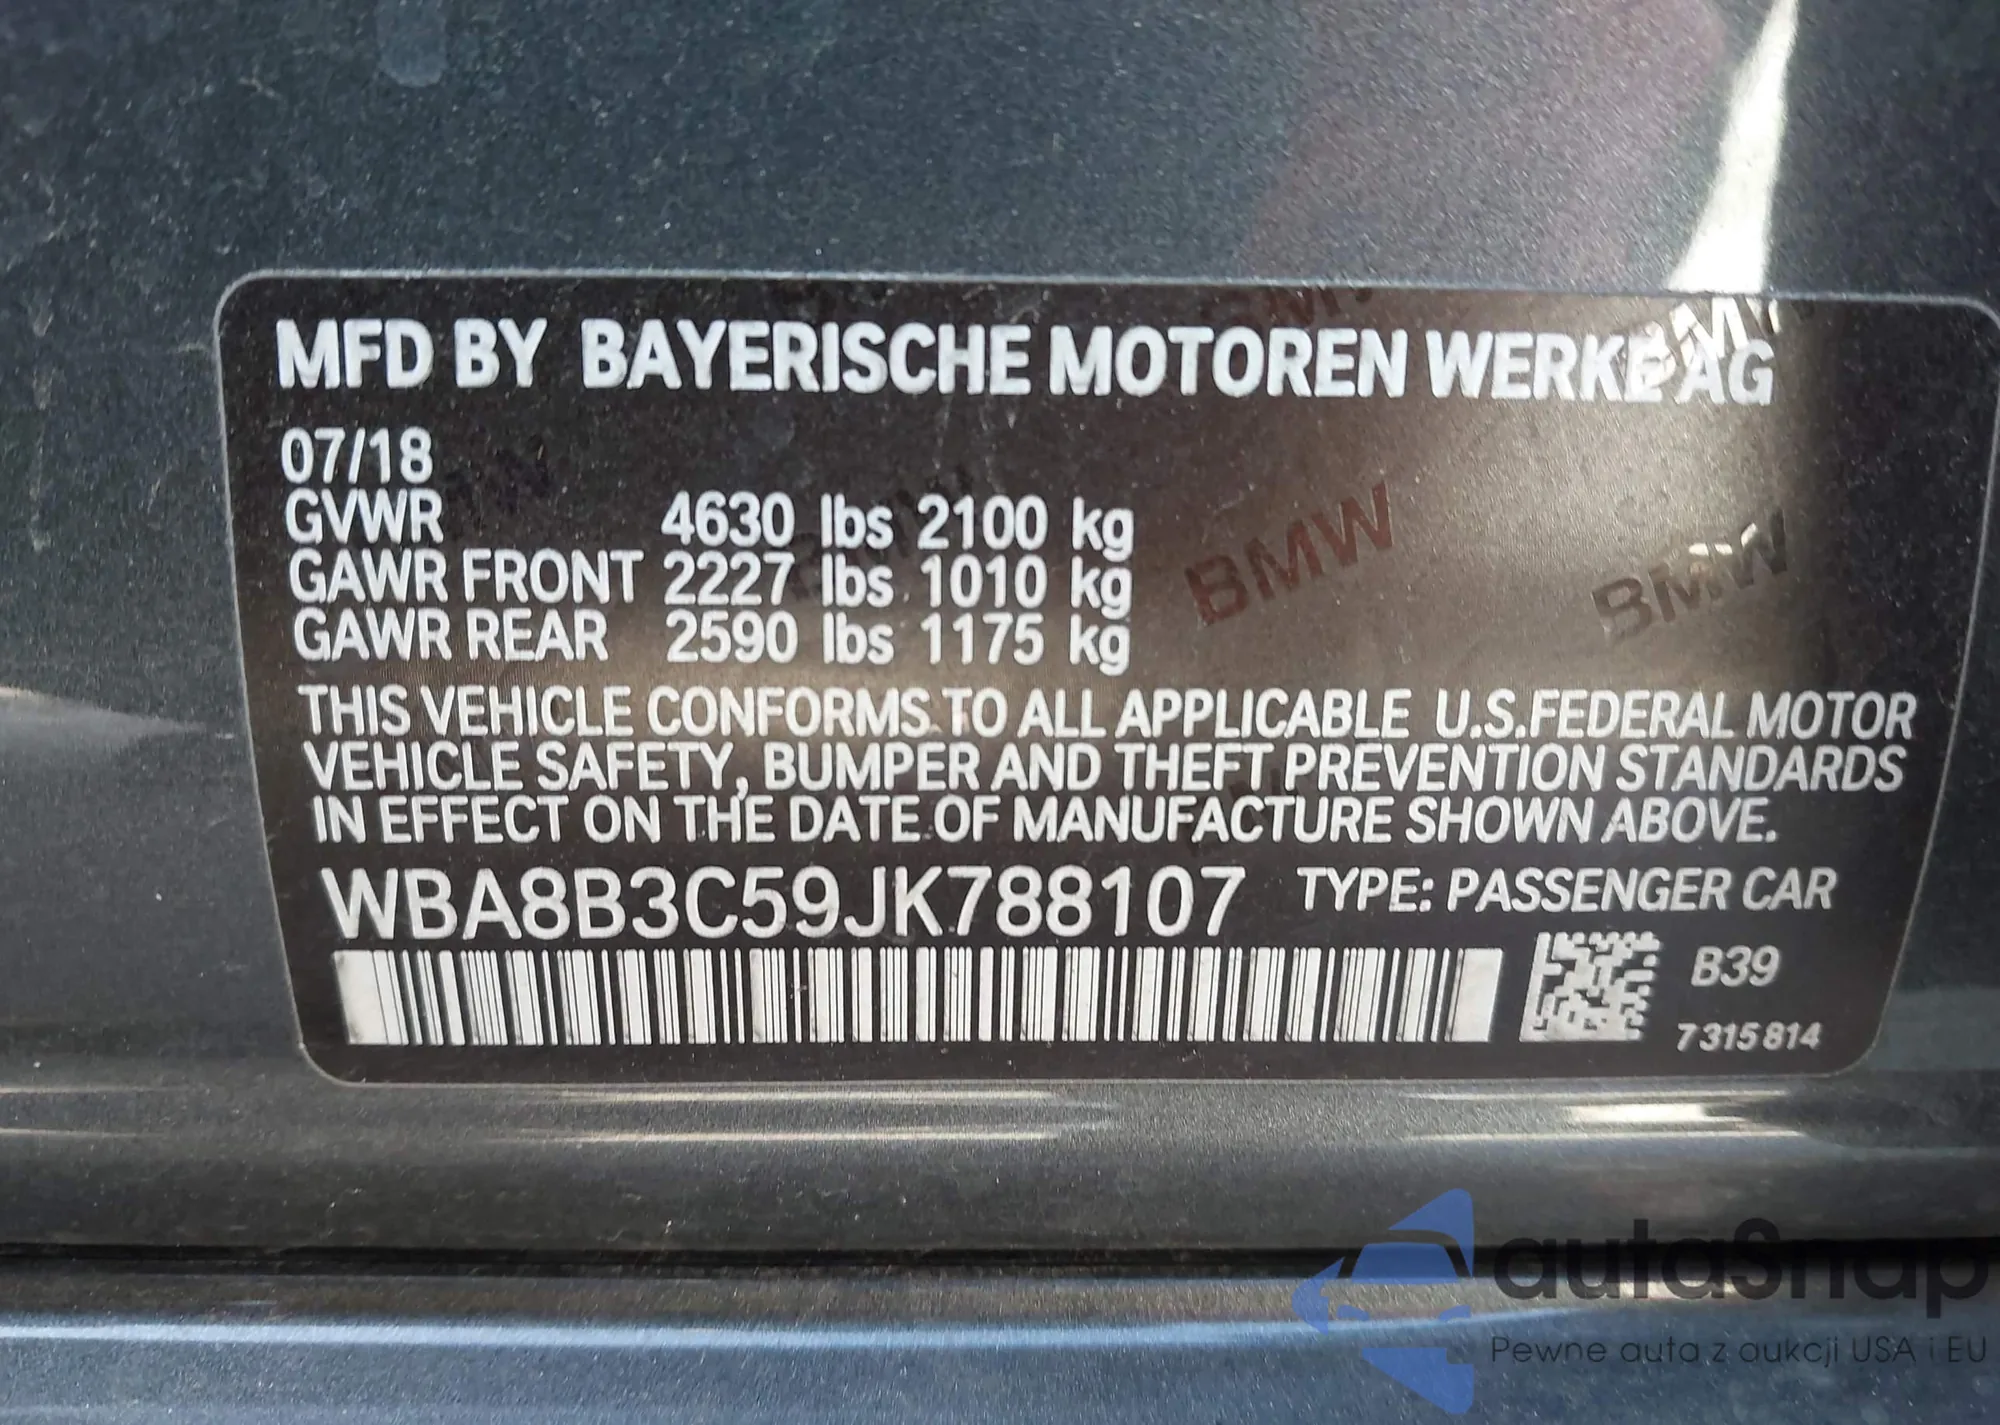 MFD BY BAYERISCHE MOTOREN WERKE AG
07/18
GVWR 4630 lbs 2100 kg
GAWR FRONT 2227 lbs 1010 kg
GAWR REAR 2590 lbs 1175 kg
BMW BMW
THIS VEHICLE CONFORMS TO ALL APPLICABLE U.S.FEDERAL MOTOR
VEHICLE SAFETY, BUMPER AND THEFT PREVENTION STANDARDS
IN EFFECT ON THE DATE OF MANUFACTURE SHOWN ABOVE.
WBA8B3C59JK788107 TYPE: PASSENGER CAR
B39
7 315 814
autaSnap
Pewne auta z aukcji USA i EU